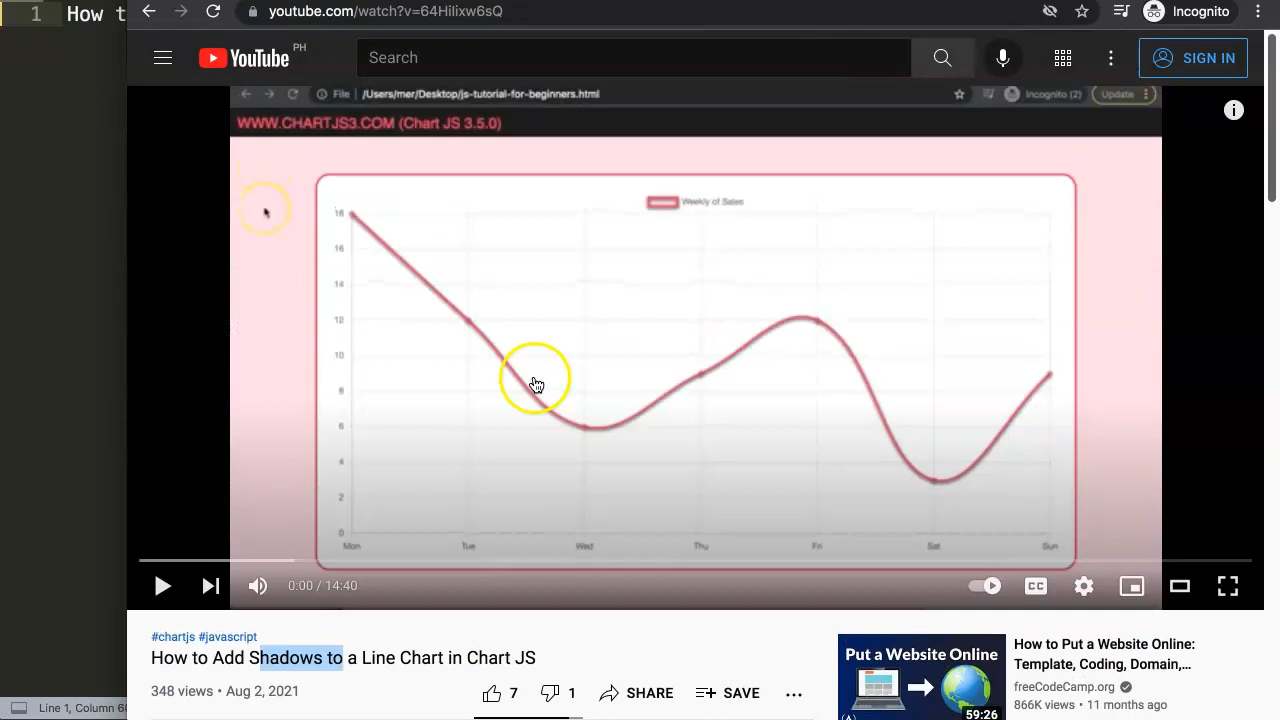 1 How t
youtube.com/watch?v=64Hilixw6sQ
Incognito
YouTube PH
Search
SIGN IN
File /Users/mer/Desktop/js-tutorial-for-beginners.html
Incognito (2)
Update
WWW.CHARTJS3.COM (Chart JS 3.5.0)
Weekly of Sales
18
16
14
12
10
8
6
4
2
0
Mon Tue Wed Thu Fri Sat Sun
0:00 / 14:40
CC
#chartjs #javascript
How to Add Shadows to a Line Chart in Chart JS
348 views • Aug 2, 2021
7
1
SHARE
SAVE
Put a Website Online
59:26
How to Put a Website Online:
Template, Coding, Domain,...
freeCodeCamp.org
866K views • 11 months ago
Line 1, Column 6